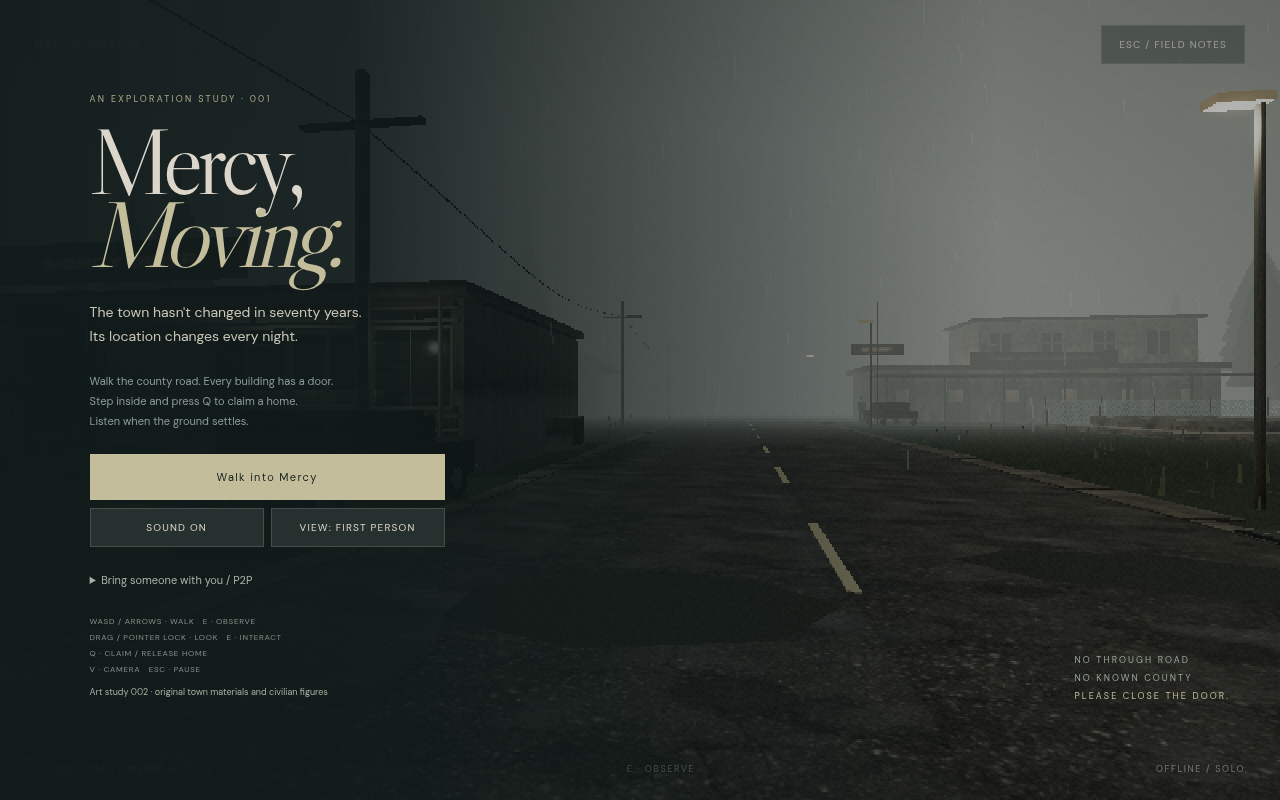 ESC / FIELD NOTES
AN EXPLORATION STUDY · 001
Mercy,
Moving.
The town hasn't changed in seventy years.
Its location changes every night.
Walk the county road. Every building has a door.
Step inside and press Q to claim a home.
Listen when the ground settles.
Walk into Mercy
SOUND ON
VIEW: FIRST PERSON
▶ Bring someone with you / P2P
WASD / ARROWS · WALK E · OBSERVE
DRAG / POINTER LOCK · LOOK E · INTERACT
Q · CLAIM / RELEASE HOME
V · CAMERA ESC · PAUSE
Art study 002 · original town materials and civilian figures
NO THROUGH ROAD
NO KNOWN COUNTY
PLEASE CLOSE THE DOOR.
E · OBSERVE
OFFLINE / SOLO